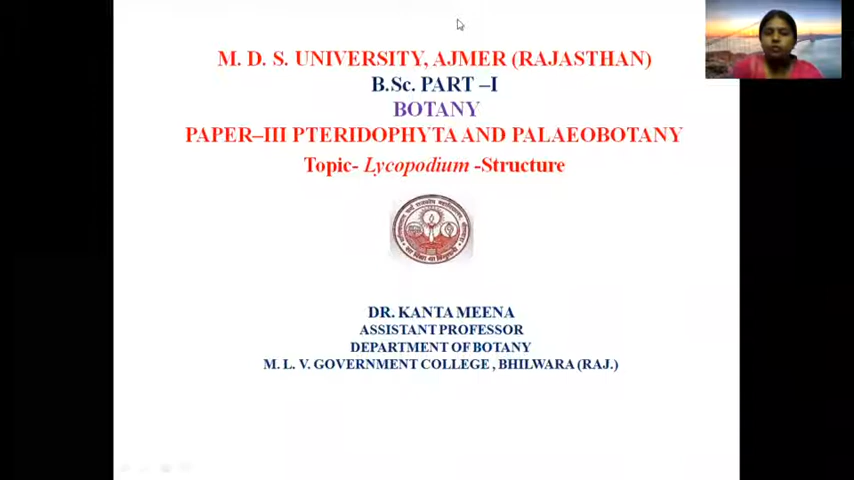 M. D. S. UNIVERSITY, AJMER (RAJASTHAN)
B.Sc. PART –I
BOTANY
PAPER–III PTERIDOPHYTA AND PALAEOBOTANY
Topic- Lycopodium -Structure
DR. KANTA MEENA
ASSISTANT PROFESSOR
DEPARTMENT OF BOTANY
M. L. V. GOVERNMENT COLLEGE , BHILWARA (RAJ.)